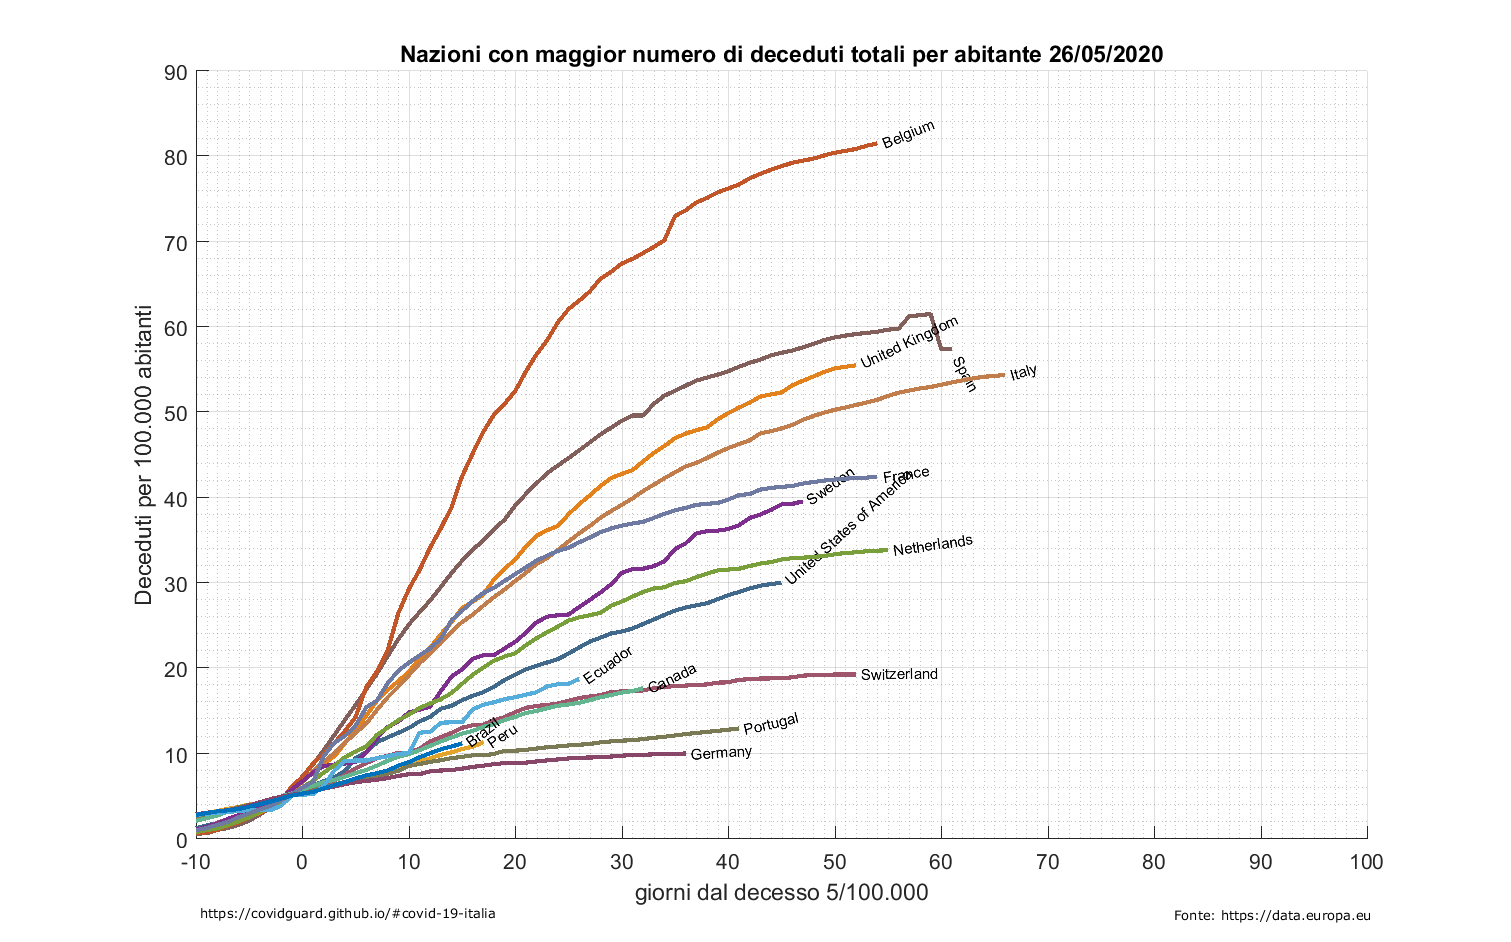 Nazioni con maggior numero di deceduti totali per abitante 26/05/2020
90
80
70
60
50
40
30
20
10
0
Deceduti per 100.000 abitanti
Belgium
United Kingdom
Spain
Italy
France
Sweden
United States of America
Netherlands
Ecuador
Canada
Switzerland
Brazil
Peru
Portugal
Germany
-10 0 10 20 30 40 50 60 70 80 90 100
giorni dal decesso 5/100.000
https://covidguard.github.io/#covid-19-italia
Fonte: https://data.europa.eu